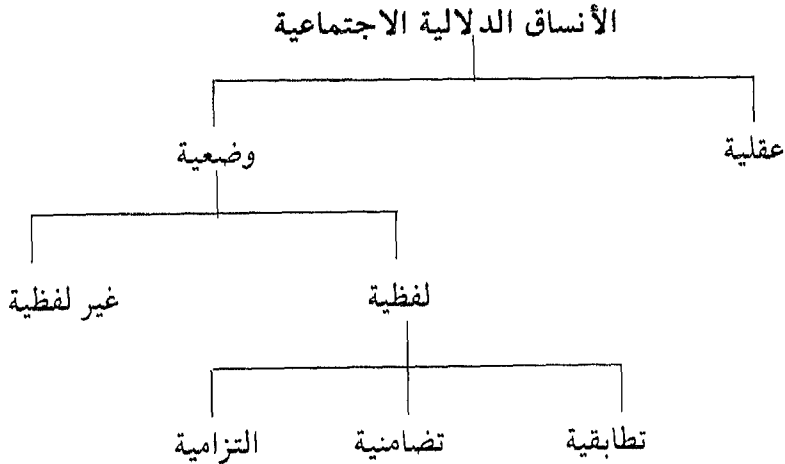 الأنساق الدلالية الاجتماعية
عقلية
وضعية
لفظية
غير لفظية
تطابقية
تضامنية
التزامية